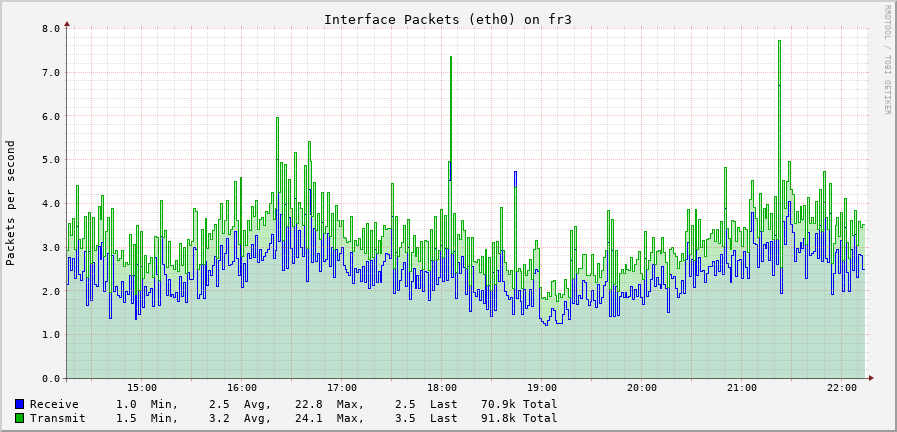 Interface Packets (eth0) on fr3
RRDTOOL / TOBI OETIKER
Packets per second
8.0
7.0
6.0
5.0
4.0
3.0
2.0
1.0
0.0
15:00 16:00 17:00 18:00 19:00 20:00 21:00 22:00
Receive 1.0 Min, 2.5 Avg, 22.8 Max, 2.5 Last 70.9k Total
Transmit 1.5 Min, 3.2 Avg, 24.1 Max, 3.5 Last 91.8k Total